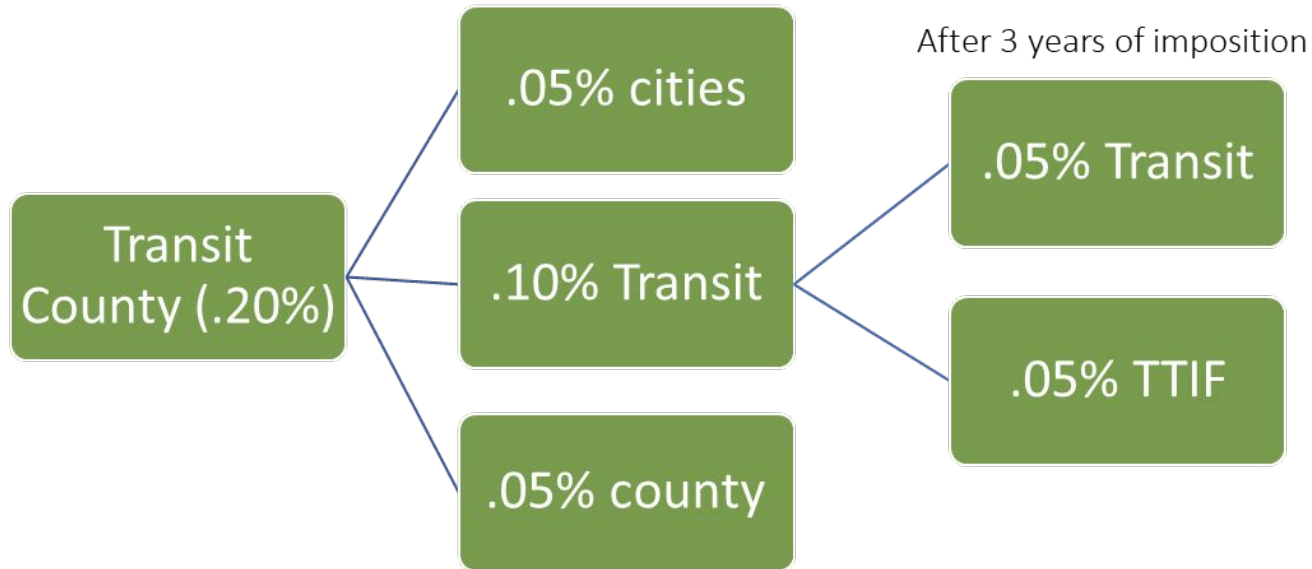 Transit
County (.20%)
.05% cities
.10% Transit
.05% county
After 3 years of imposition
.05% Transit
.05% TTIF